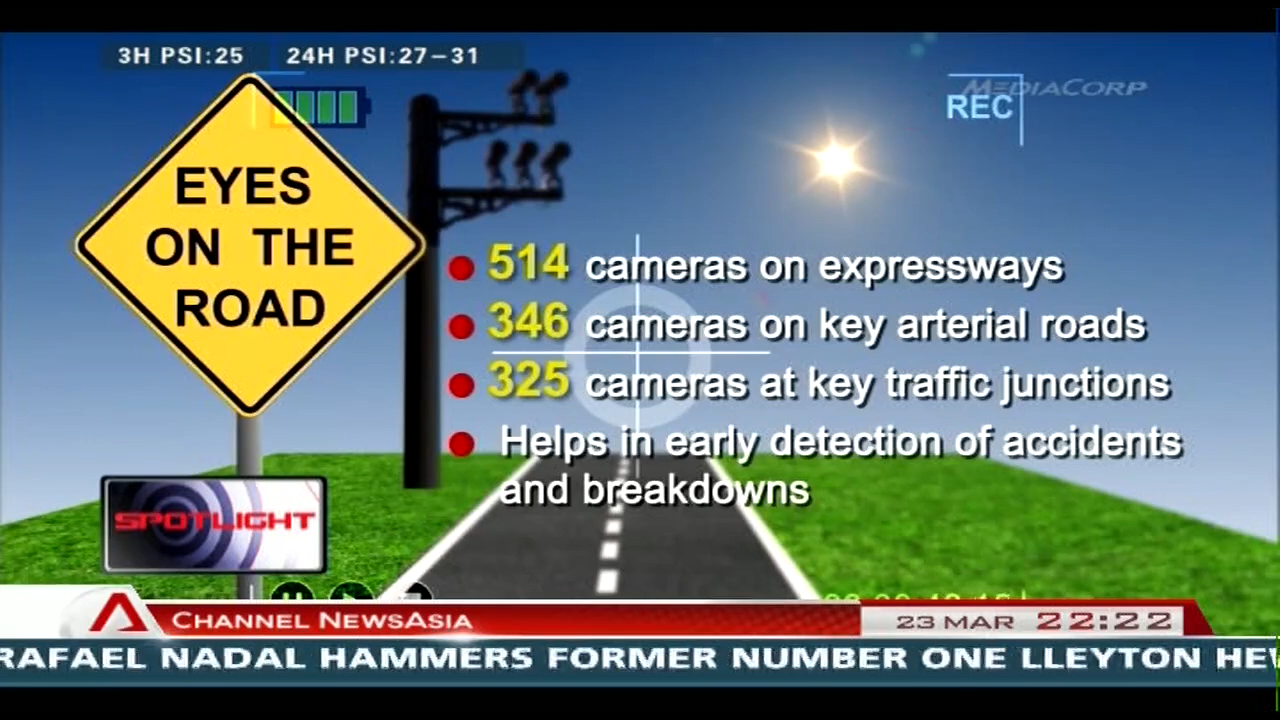 3H PSI:25 24H PSI:27-31
MEDIACORP
REC
EYES
ON THE
ROAD
514 cameras on expressways
346 cameras on key arterial roads
325 cameras at key traffic junctions
Helps in early detection of accidents
and breakdowns
SPOTLIGHT
CHANNEL NEWSASIA
23 MAR 22:22
RAFAEL NADAL HAMMERS FORMER NUMBER ONE LLEYTON HEW